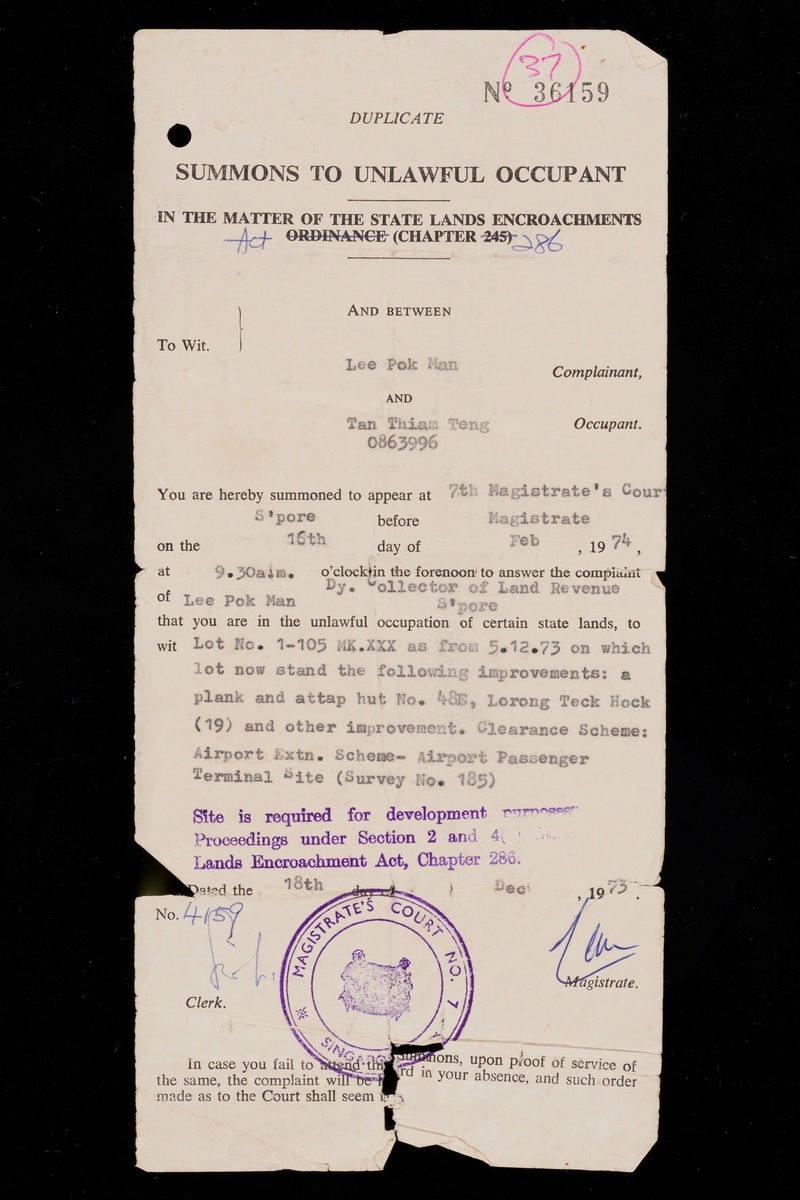 37
Nº 36159
DUPLICATE
SUMMONS TO UNLAWFUL OCCUPANT
IN THE MATTER OF THE STATE LANDS ENCROACHMENTS
Act ORDINANCE (CHAPTER 245) 286
AND BETWEEN
To Wit.
Lee Pok Man
Complainant,
AND
Tan Thiam Teng
Occupant.
0863996
You are hereby summoned to appear at 7th Magistrate's Cour
S'pore before Magistrate
on the 16th day of Feb , 19 74,
at 9.30a.m. o'clock in the forenoon to answer the complaint
Dy. Collector of Land Revenue
of Lee Pok Man S'pore
that you are in the unlawful occupation of certain state lands, to
wit Lot No. 1-105 MK.XXX as from 5.12.73 on which
lot now stand the following improvements: a
plank and attap hut No. 48E, Lorong Teck Hock
(19) and other improvement. Clearance Scheme:
Airport Extn. Scheme- Airport Passenger
Terminal Site (Survey No. 185)
Site is required for development purposes
Proceedings under Section 2 and 4(
Lands Encroachment Act, Chapter 286.
Dated the 18th day of Dec , 1973.
No. 4159
MAGISTRATE'S COURT NO. 7
SINGAPORE
Magistrate.
Clerk.
In case you fail to attend this Summons, upon proof of service of
the same, the complaint will be rd in your absence, and such order
made as to the Court shall seem